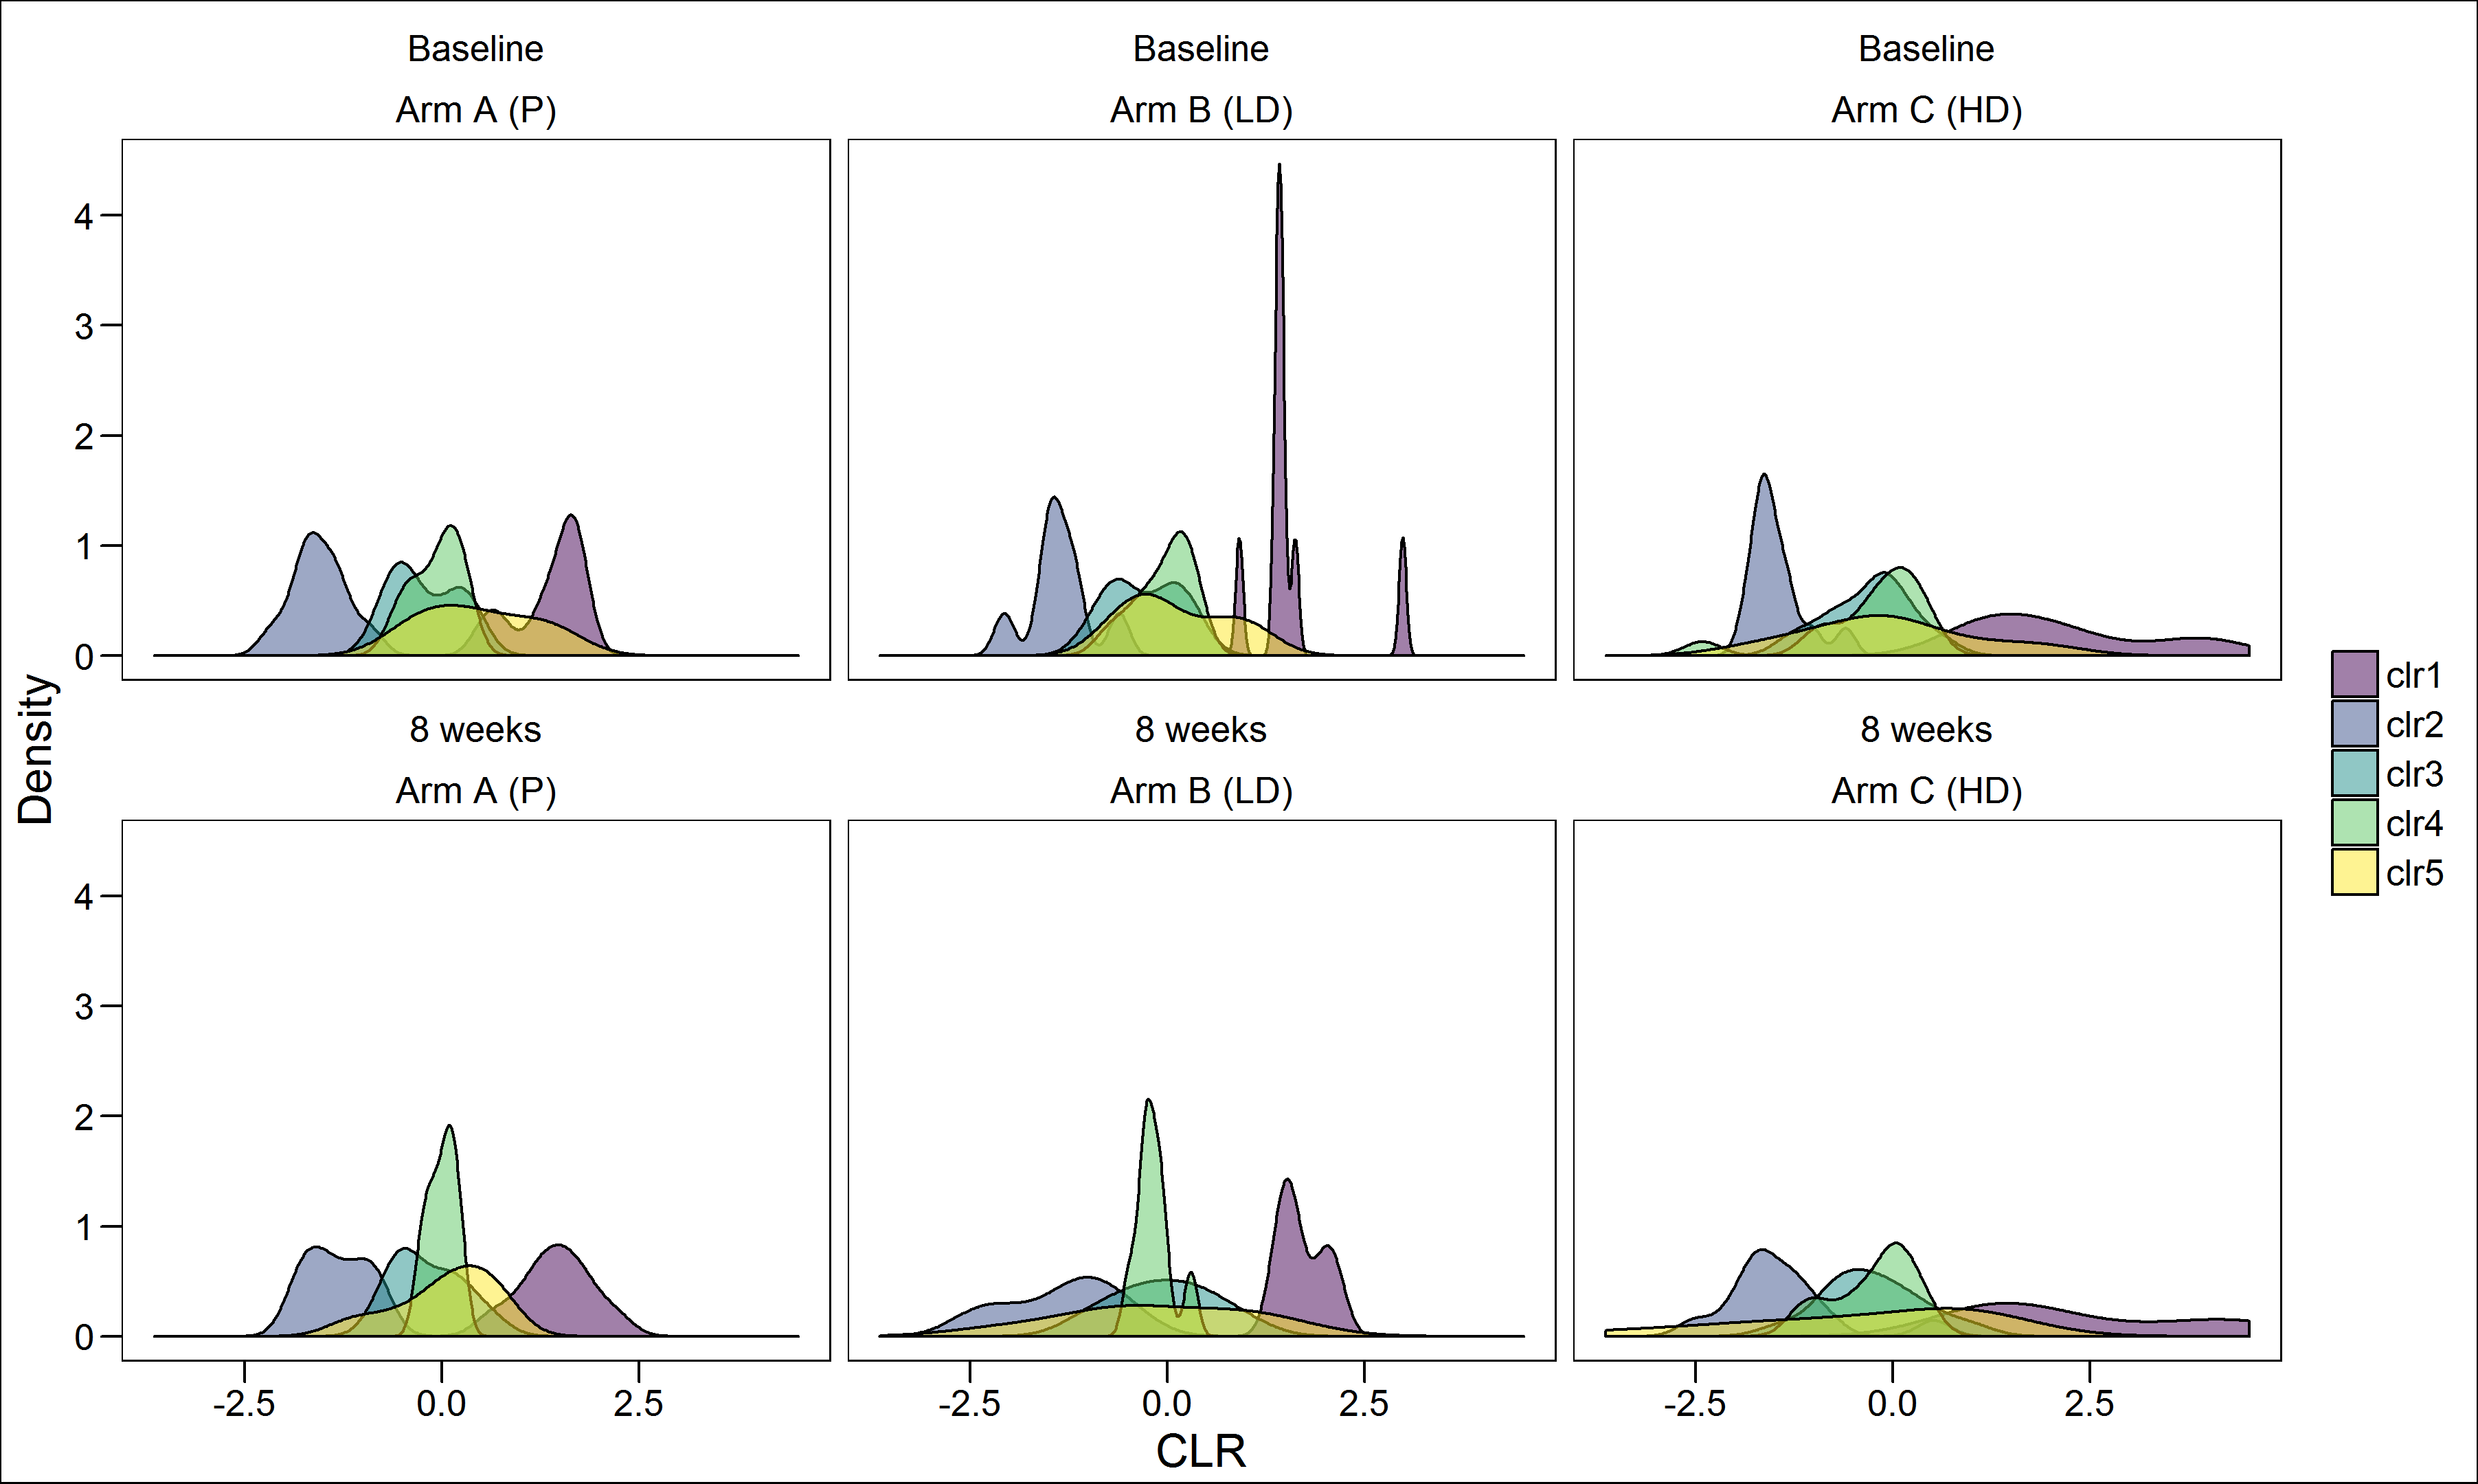 Baseline
Baseline
Baseline
Arm A (P)
Arm B (LD)
Arm C (HD)
4
3
2
1
0
8 weeks
8 weeks
8 weeks
Arm A (P)
Arm B (LD)
Arm C (HD)
4
3
2
1
0
-2.5
0.0
2.5
-2.5
0.0
2.5
-2.5
0.0
2.5
CLR
Density
clr1
clr2
clr3
clr4
clr5